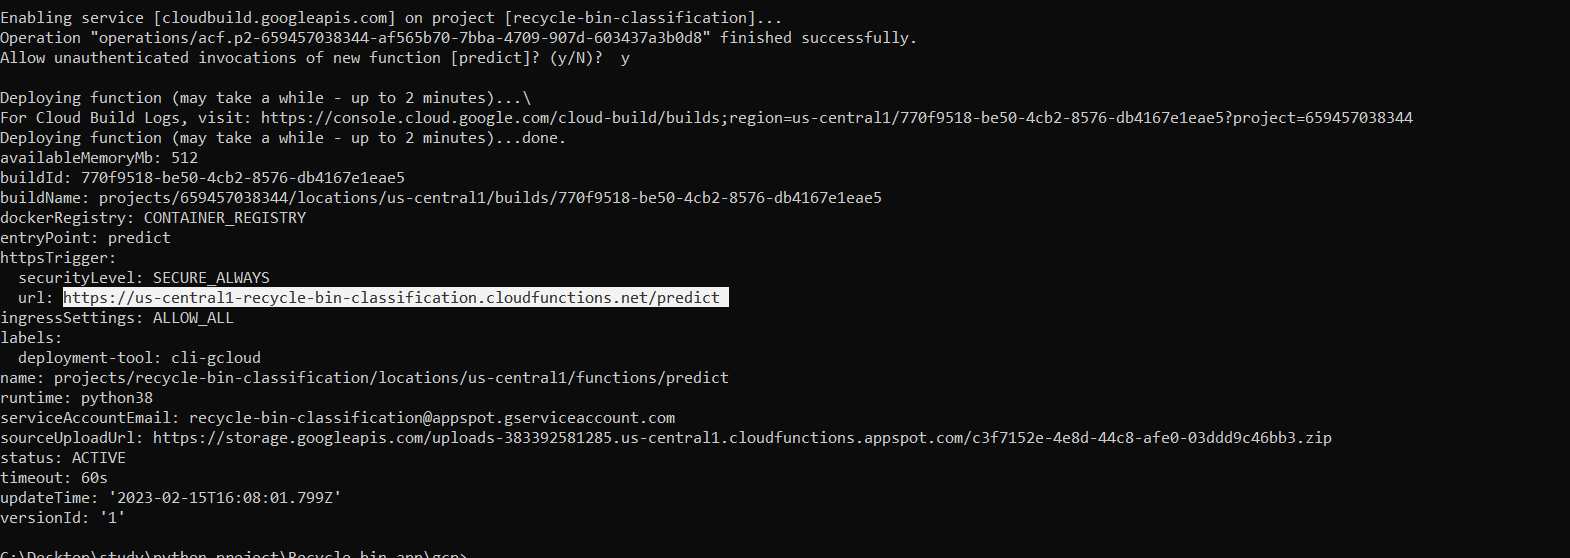 Enabling service [cloudbuild.googleapis.com] on project [recycle-bin-classification]...
Operation "operations/acf.p2-659457038344-af565b70-7bba-4709-907d-603437a3b0d8" finished successfully.
Allow unauthenticated invocations of new function [predict]? (y/N)?  y
Deploying function (may take a while - up to 2 minutes)...\
For Cloud Build Logs, visit: https://console.cloud.google.com/cloud-build/builds;region=us-central1/770f9518-be50-4cb2-8576-db4167e1eae5?project=659457038344
Deploying function (may take a while - up to 2 minutes)...done.
availableMemoryMb: 512
buildId: 770f9518-be50-4cb2-8576-db4167e1eae5
buildName: projects/659457038344/locations/us-central1/builds/770f9518-be50-4cb2-8576-db4167e1eae5
dockerRegistry: CONTAINER_REGISTRY
entryPoint: predict
httpsTrigger:
  securityLevel: SECURE_ALWAYS
  url: https://us-central1-recycle-bin-classification.cloudfunctions.net/predict
ingressSettings: ALLOW_ALL
labels:
  deployment-tool: cli-gcloud
name: projects/recycle-bin-classification/locations/us-central1/functions/predict
runtime: python38
serviceAccountEmail: recycle-bin-classification@appspot.gserviceaccount.com
sourceUploadUrl: https://storage.googleapis.com/uploads-383392581285.us-central1.cloudfunctions.appspot.com/c3f7152e-4e8d-44c8-afe0-03ddd9c46bb3.zip
status: ACTIVE
timeout: 60s
updateTime: '2023-02-15T16:08:01.799Z'
versionId: '1'
C:\Desktop\study\python project\Recycle bin app\gcp>